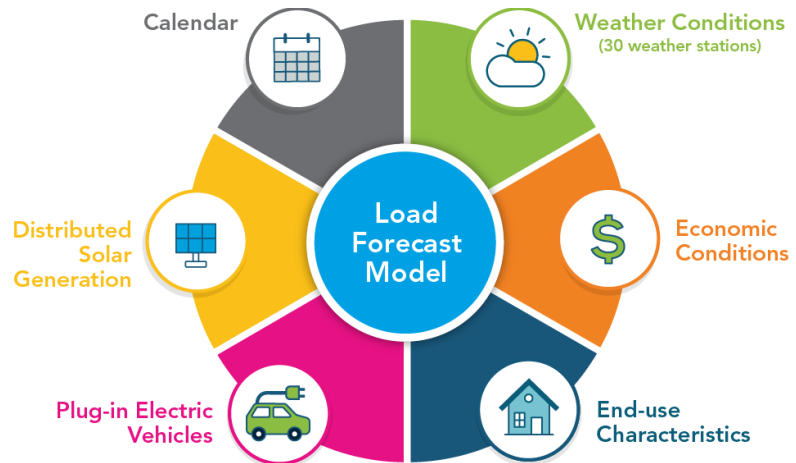 Calendar
Weather Conditions
(30 weather stations)
Distributed
Solar
Generation
Load
Forecast
Model
Economic
Conditions
$
Plug-in Electric
Vehicles
End-use
Characteristics